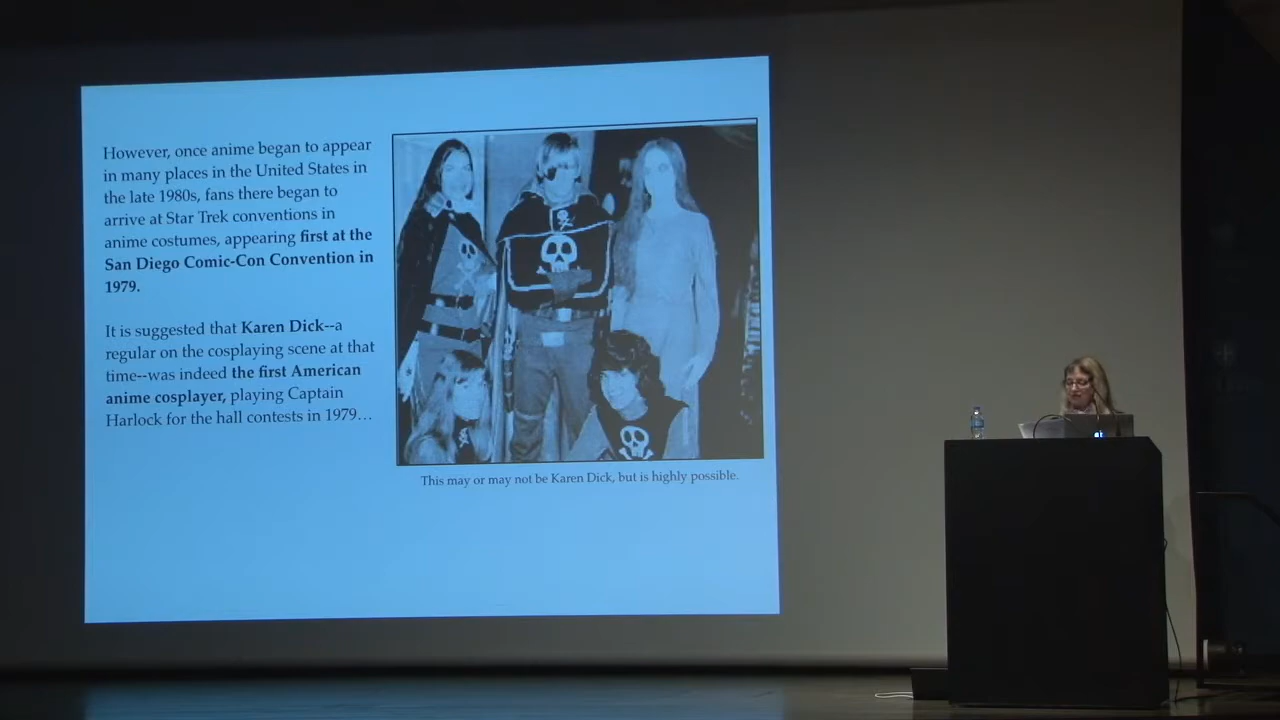 However, once anime began to appear
in many places in the United States in
the late 1980s, fans there began to
arrive at Star Trek conventions in
anime costumes, appearing first at the
San Diego Comic-Con Convention in
1979.
It is suggested that Karen Dick--a
regular on the cosplaying scene at that
time--was indeed the first American
anime cosplayer, playing Captain
Harlock for the hall contests in 1979…
This may or may not be Karen Dick, but is highly possible.